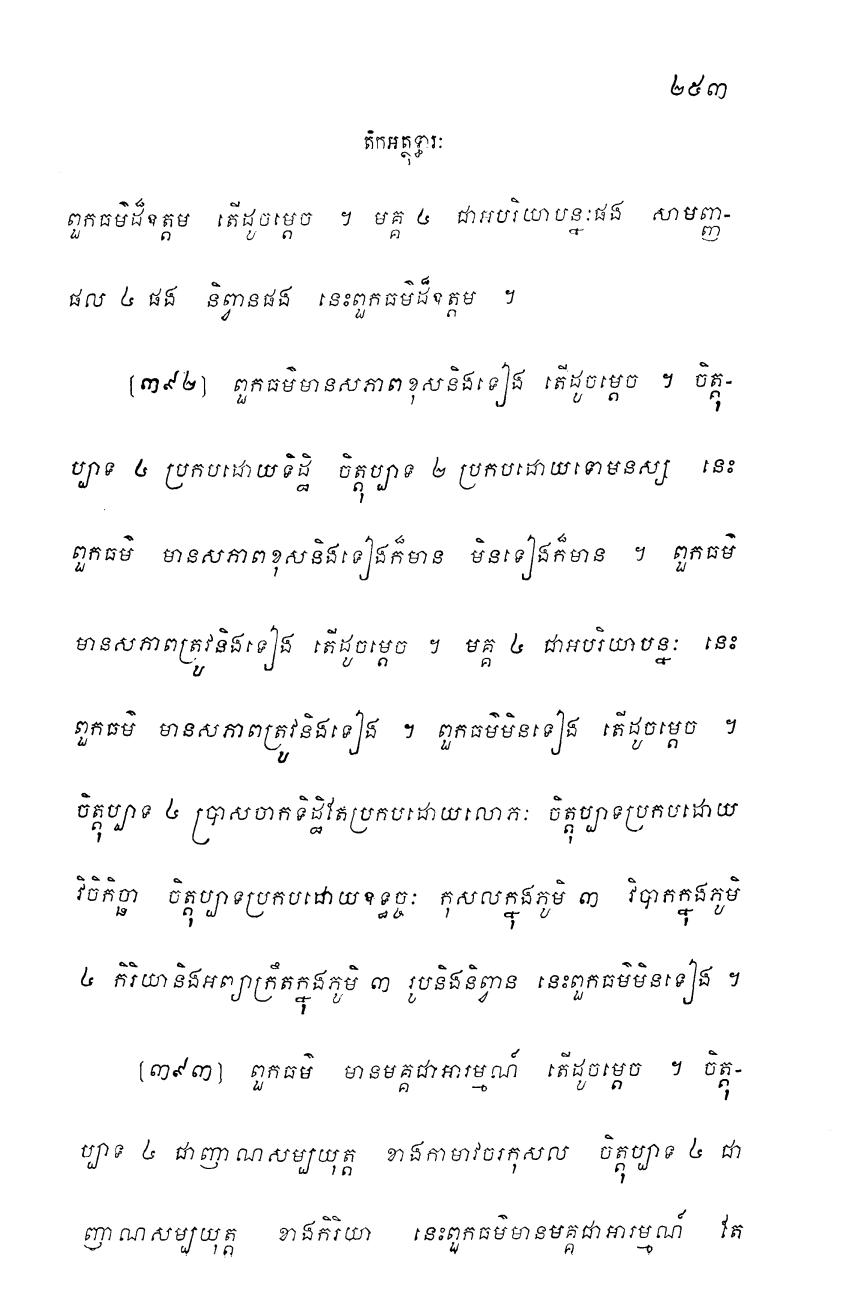 ២៥៣
តិកអត្ថុទ្ធារៈ
ពួកធម៌ដ៏ឧត្តម តើដូចម្តេច ។ មគ្គ ៤ ជាអបរិយាបន្នៈផង សាមញ្ញ-
ផល ៤ ផង និព្វានផង នេះពួកធម៌ដ៏ឧត្តម ។
[៣៩២] ពួកធម៌មានសភាពខុសនិងទៀង តើដូចម្តេច ។ ចិត្តុ-
ប្បាទ ៤ ប្រកបដោយទិដ្ឋិ ចិត្តុប្បាទ ២ ប្រកបដោយទោមនស្ស នេះ
ពួកធម៌ មានសភាពខុសនិងទៀងក៏មាន មិនទៀងក៏មាន ។ ពួកធម៌
មានសភាពត្រូវនិងទៀង តើដូចម្តេច ។ មគ្គ ៤ ជាអបរិយាបន្នៈ នេះ
ពួកធម៌ មានសភាពត្រូវនិងទៀង ។ ពួកធម៌មិនទៀង តើដូចម្តេច ។
ចិត្តុប្បាទ ៤ ប្រាសចាកទិដ្ឋិតែប្រកបដោយលោភៈ ចិត្តុប្បាទប្រកបដោយ
វិចិកិច្ឆា ចិត្តុប្បាទប្រកបដោយឧទ្ធច្ចៈ កុសលក្នុងភូមិ ៣ វិបាកក្នុងភូមិ
៤ កិរិយានិងអព្យាក្រឹតក្នុងភូមិ ៣ រូបនិងនិព្វាន នេះពួកធម៌មិនទៀង ។
[៣៩៣] ពួកធម៌ មានមគ្គជាអារម្មណ៍ តើដូចម្តេច ។ ចិត្តុ-
ប្បាទ ៤ ជាញាណសម្បយុត្ត ខាងកាមាវចរកុសល ចិត្តុប្បាទ ៤ ជា
ញាណសម្បយុត្ត ខាងកិរិយា នេះពួកធម៌មានមគ្គជាអារម្មណ៍ តែ